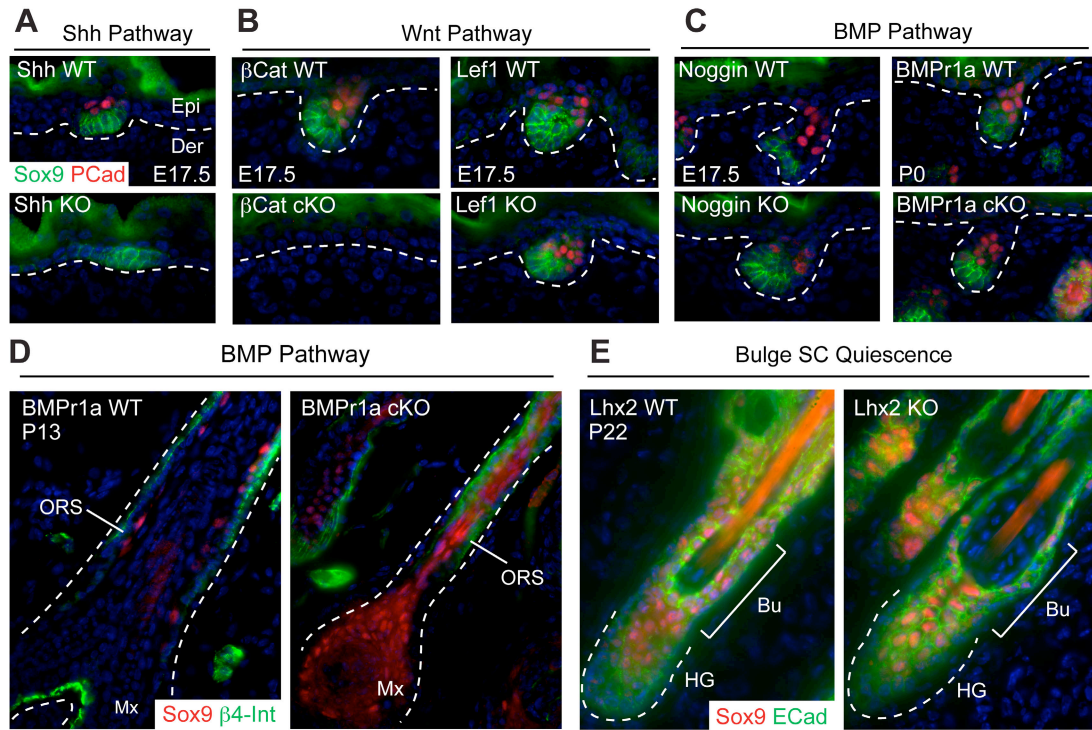 A
Shh Pathway
Shh WT
Epi
Der
Sox9 PCad
E17.5
Shh KO
B
Wnt Pathway
βCat WT
E17.5
Lef1 WT
E17.5
βCat cKO
Lef1 KO
C
BMP Pathway
Noggin WT
E17.5
BMPr1a WT
P0
Noggin KO
BMPr1a cKO
D
BMP Pathway
BMPr1a WT
P13
ORS
Mx
Sox9 β4-Int
BMPr1a cKO
ORS
Mx
E
Bulge SC Quiescence
Lhx2 WT
P22
Bu
HG
Sox9 ECad
Lhx2 KO
Bu
HG